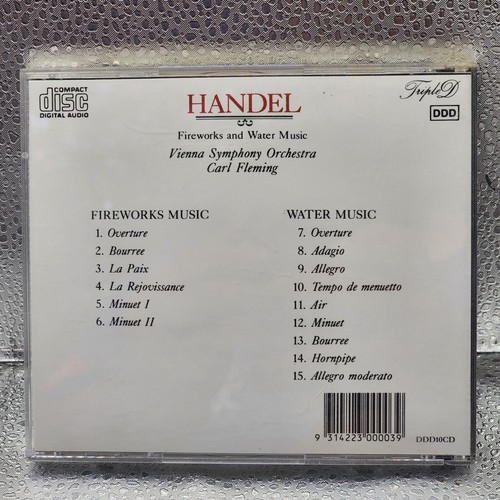 COMPACT
disc
DIGITAL AUDIO
HANDEL
Fireworks and Water Music
Vienna Symphony Orchestra
Carl Fleming
Triple D
DDD
FIREWORKS MUSIC
1. Overture
2. Bourree
3. La Paix
4. La Rejovissance
5. Minuet I
6. Minuet II
WATER MUSIC
7. Overture
8. Adagio
9. Allegro
10. Tempo de menuetto
11. Air
12. Minuet
13. Bourree
14. Hornpipe
15. Allegro moderato
9 314223 000039
DDD10CD